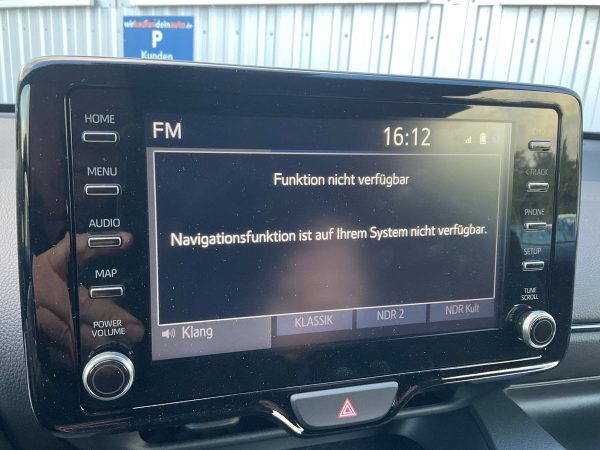 wirkaufendeinauto.de
P
Kunden
HOME
MENU
AUDIO
MAP
POWER
VOLUME
FM
16:12
Funktion nicht verfügbar
Navigationsfunktion ist auf Ihrem System nicht verfügbar.
Klang
KLASSIK
NDR 2
NDR Kult
<TRACK
PHONE
SETUP
TUNE
SCROLL